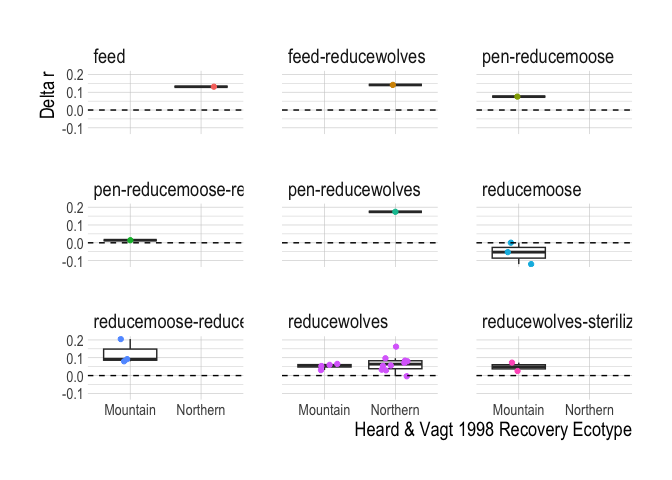 feed
feed-reducewolves
pen-reducemoose
Delta r
0.2
0.1
0.0
-0.1
pen-reducemoose-re
pen-reducewolves
reducemoose
0.2
0.1
0.0
-0.1
reducemoose-reduce
reducewolves
reducewolves-steriliz
0.2
0.1
0.0
-0.1
Mountain Northern
Mountain Northern
Mountain Northern
Heard & Vagt 1998 Recovery Ecotype